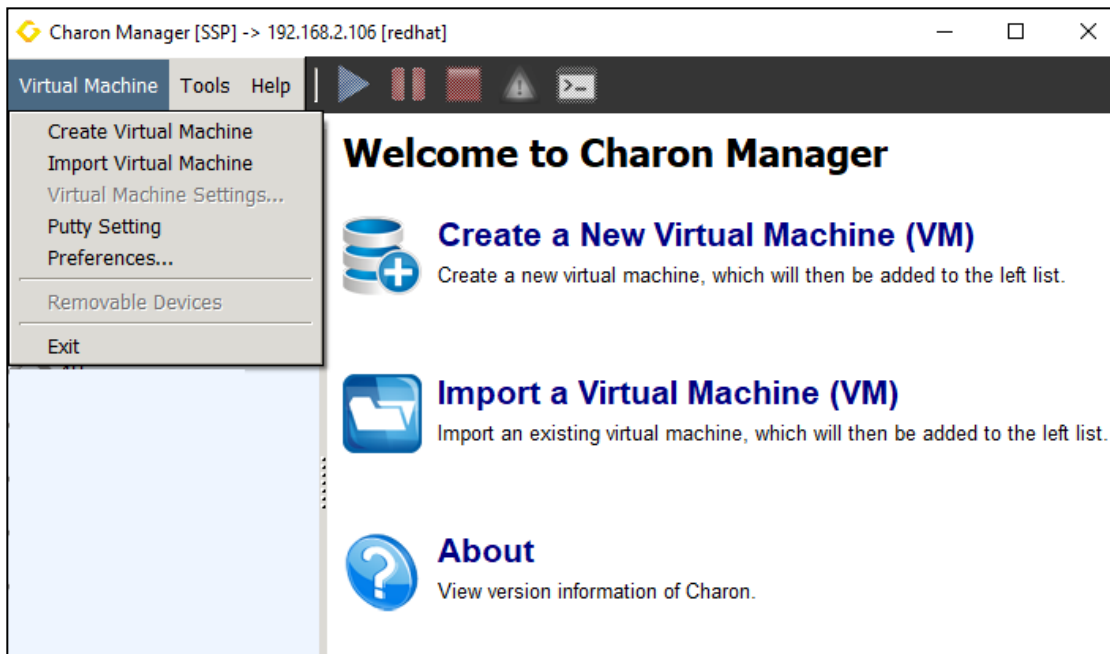 Charon Manager [SSP] -> 192.168.2.106 [redhat]
Virtual Machine Tools Help
Create Virtual Machine
Import Virtual Machine
Virtual Machine Settings...
Putty Setting
Preferences...
Removable Devices
Exit
Welcome to Charon Manager
Create a New Virtual Machine (VM)
Create a new virtual machine, which will then be added to the left list.
Import a Virtual Machine (VM)
Import an existing virtual machine, which will then be added to the left list.
About
View version information of Charon.